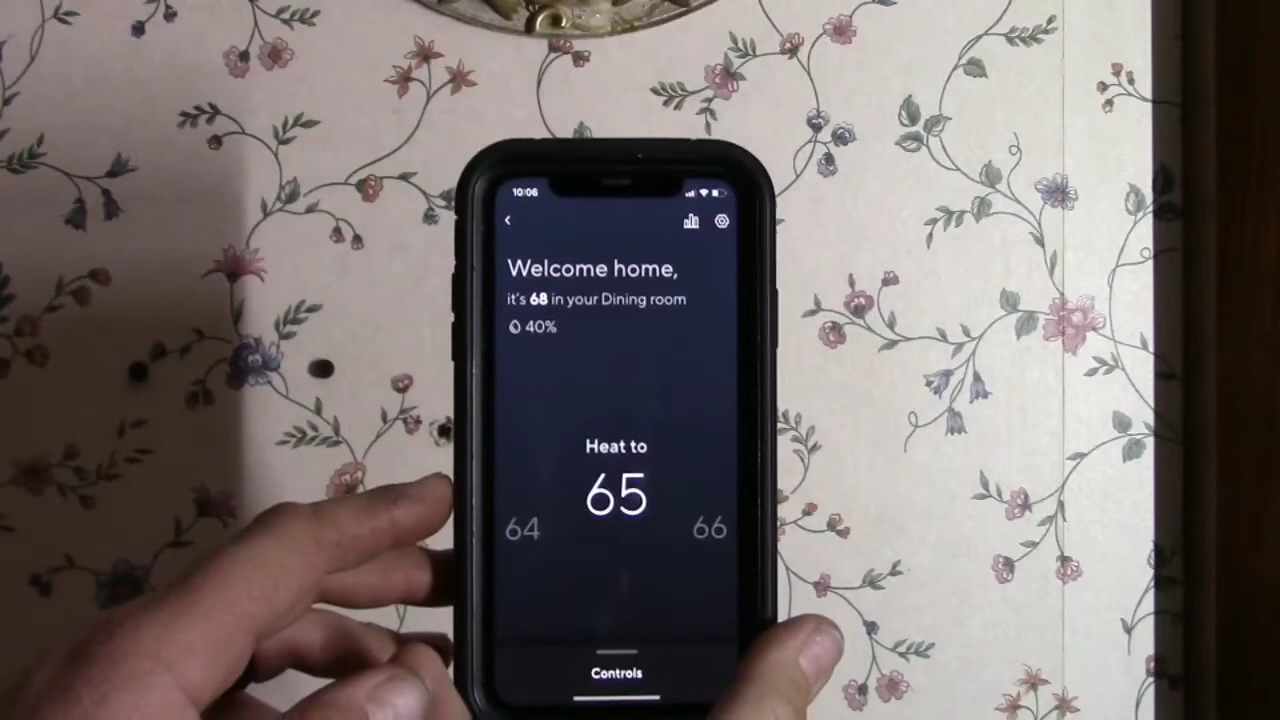 10:06
Welcome home,
it's 68 in your Dining room
40%
Heat to
65
64
66
Controls